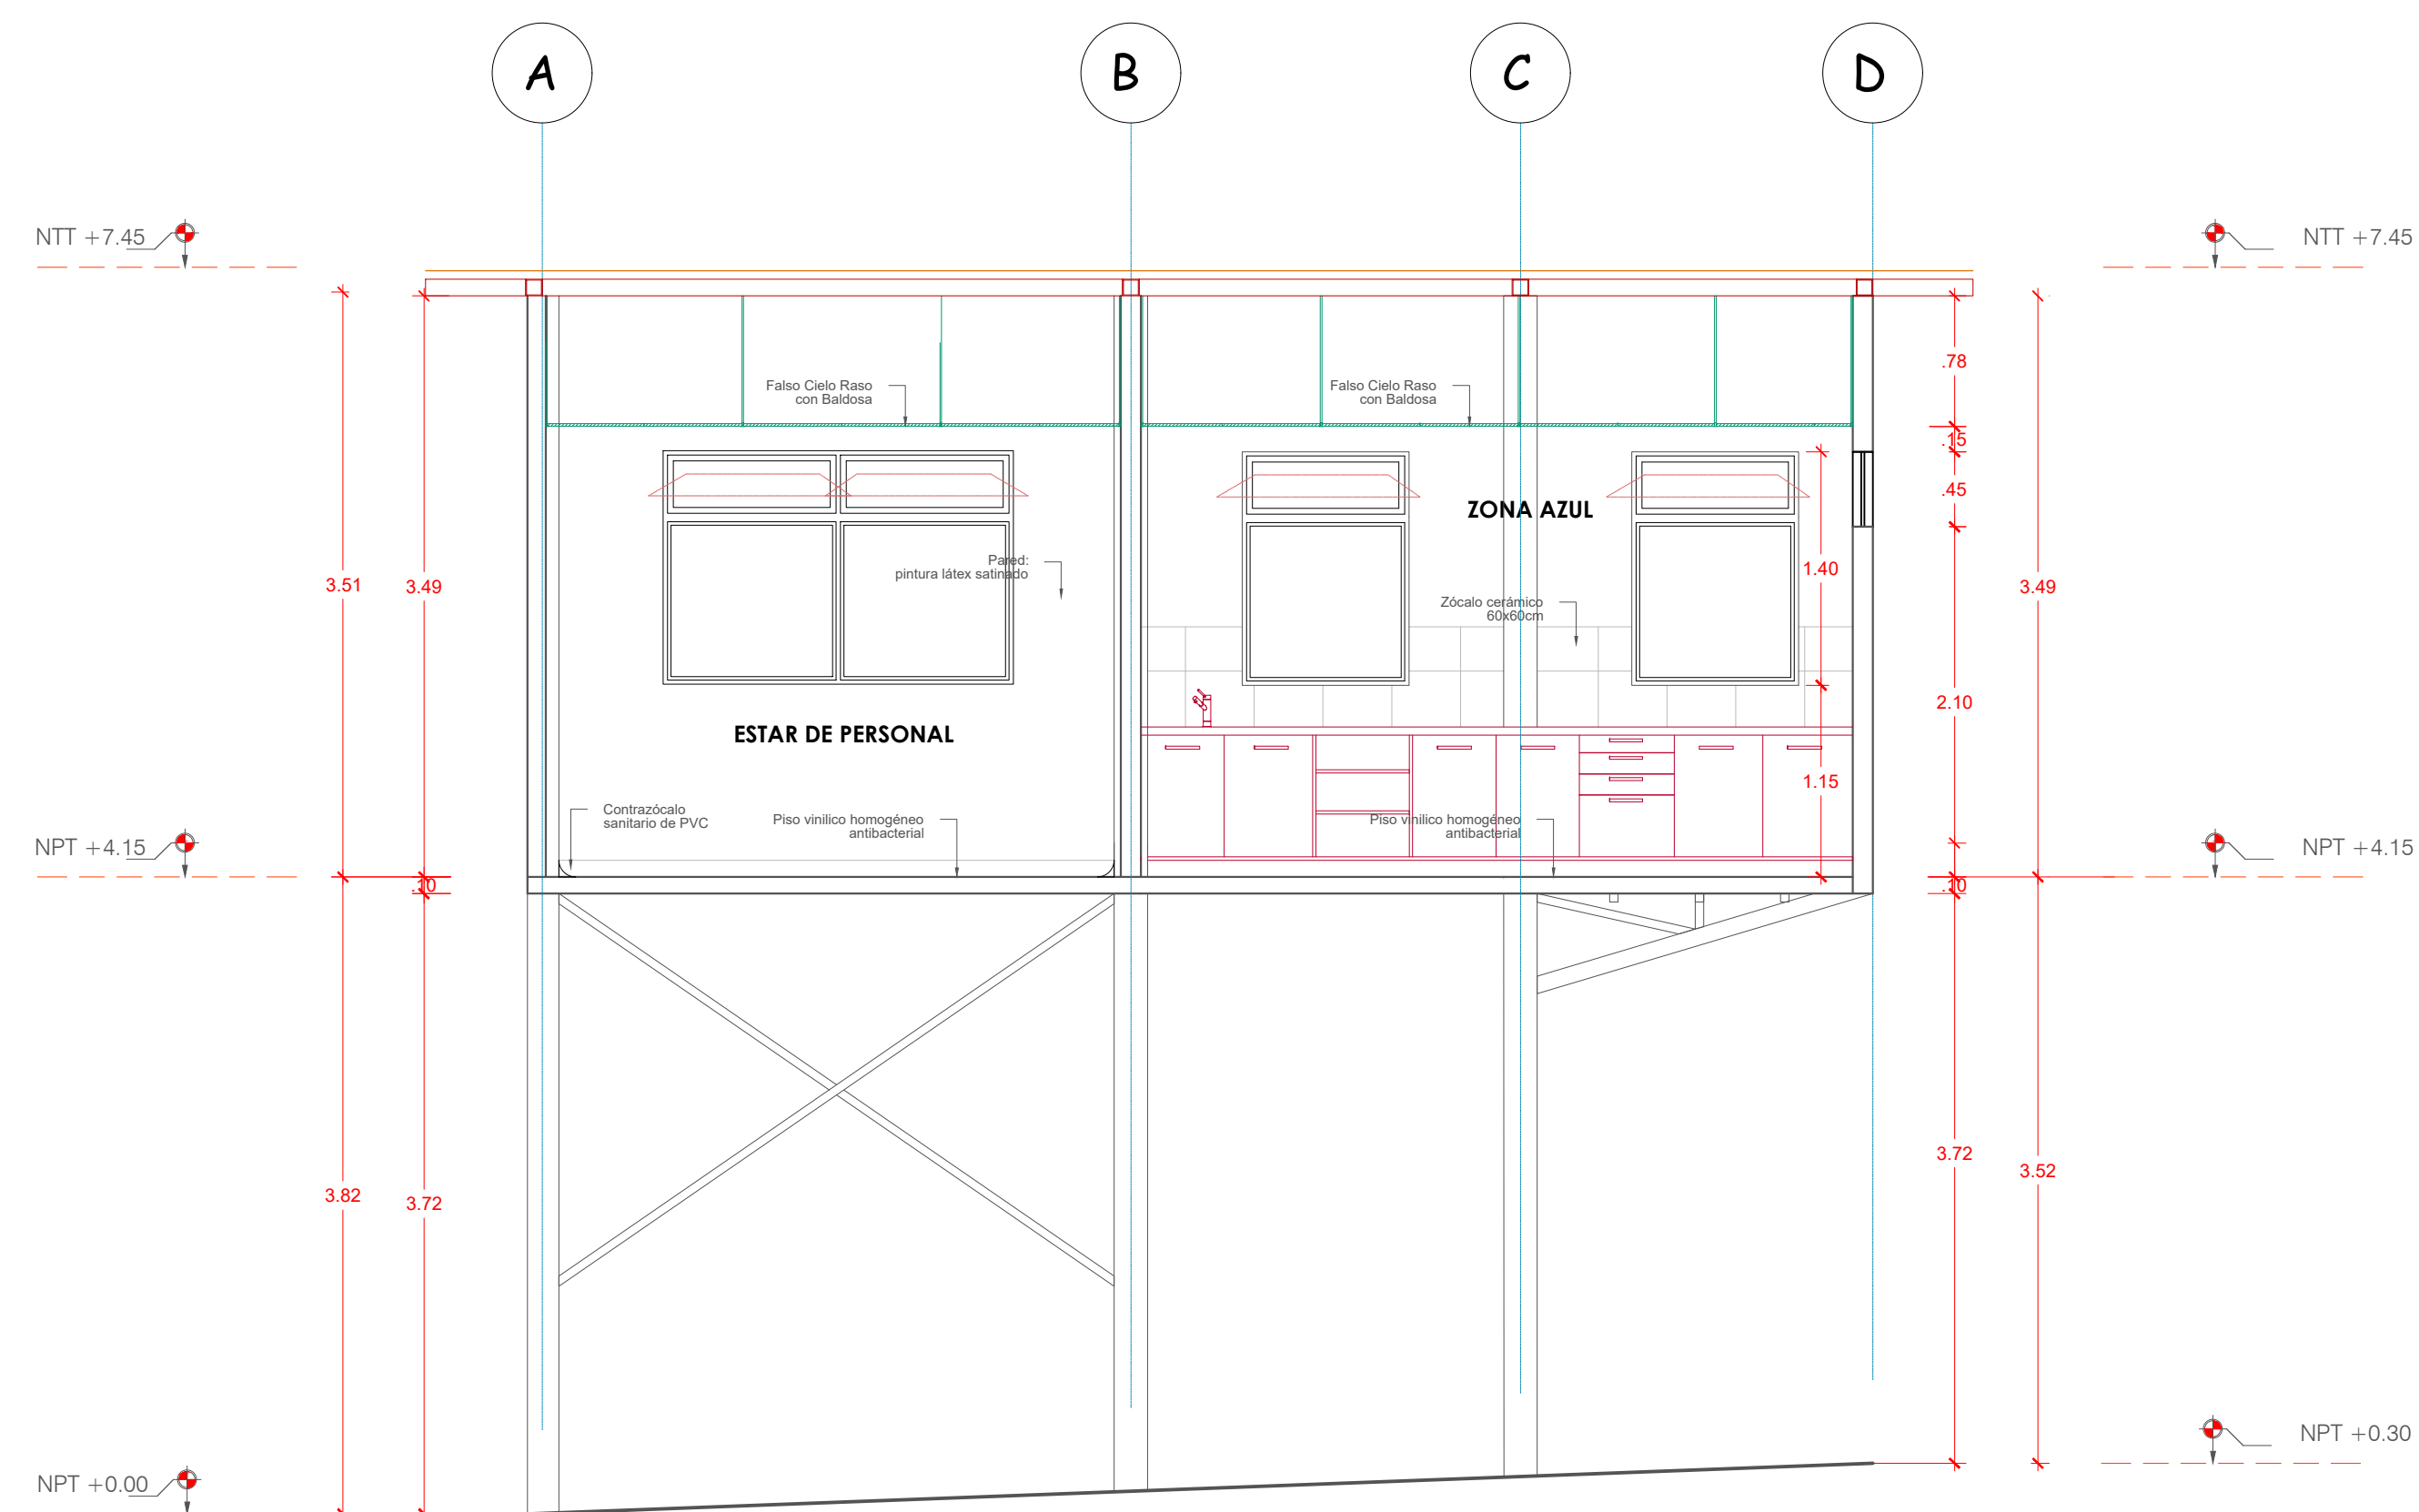 A B C D
NTT +7.45 NTT +7.45
.78
Falso Cielo Raso
con Baldosa
Falso Cielo Raso
con Baldosa
.15
.45
ZONA AZUL
Pared:
pintura látex satinado
1.40
3.51 3.49 3.49
Zócalo cerámico
60x60cm
2.10
ESTAR DE PERSONAL
1.15
Contrazócalo
sanitario de PVC
Piso vinilico homogéneo
antibacterial
Piso vinilico homogéneo
antibacterial
NPT +4.15 NPT +4.15
.10 .10
3.72
3.52
3.82 3.72
NPT +0.30
NPT +0.00